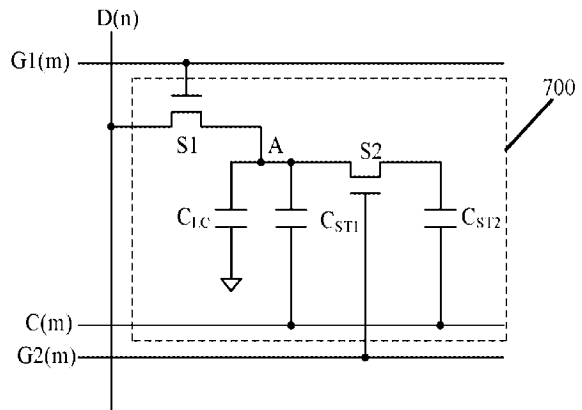 D(n)
G1(m)
700
S1
A
S2
C_LC
C_ST1
C_ST2
C(m)
G2(m)